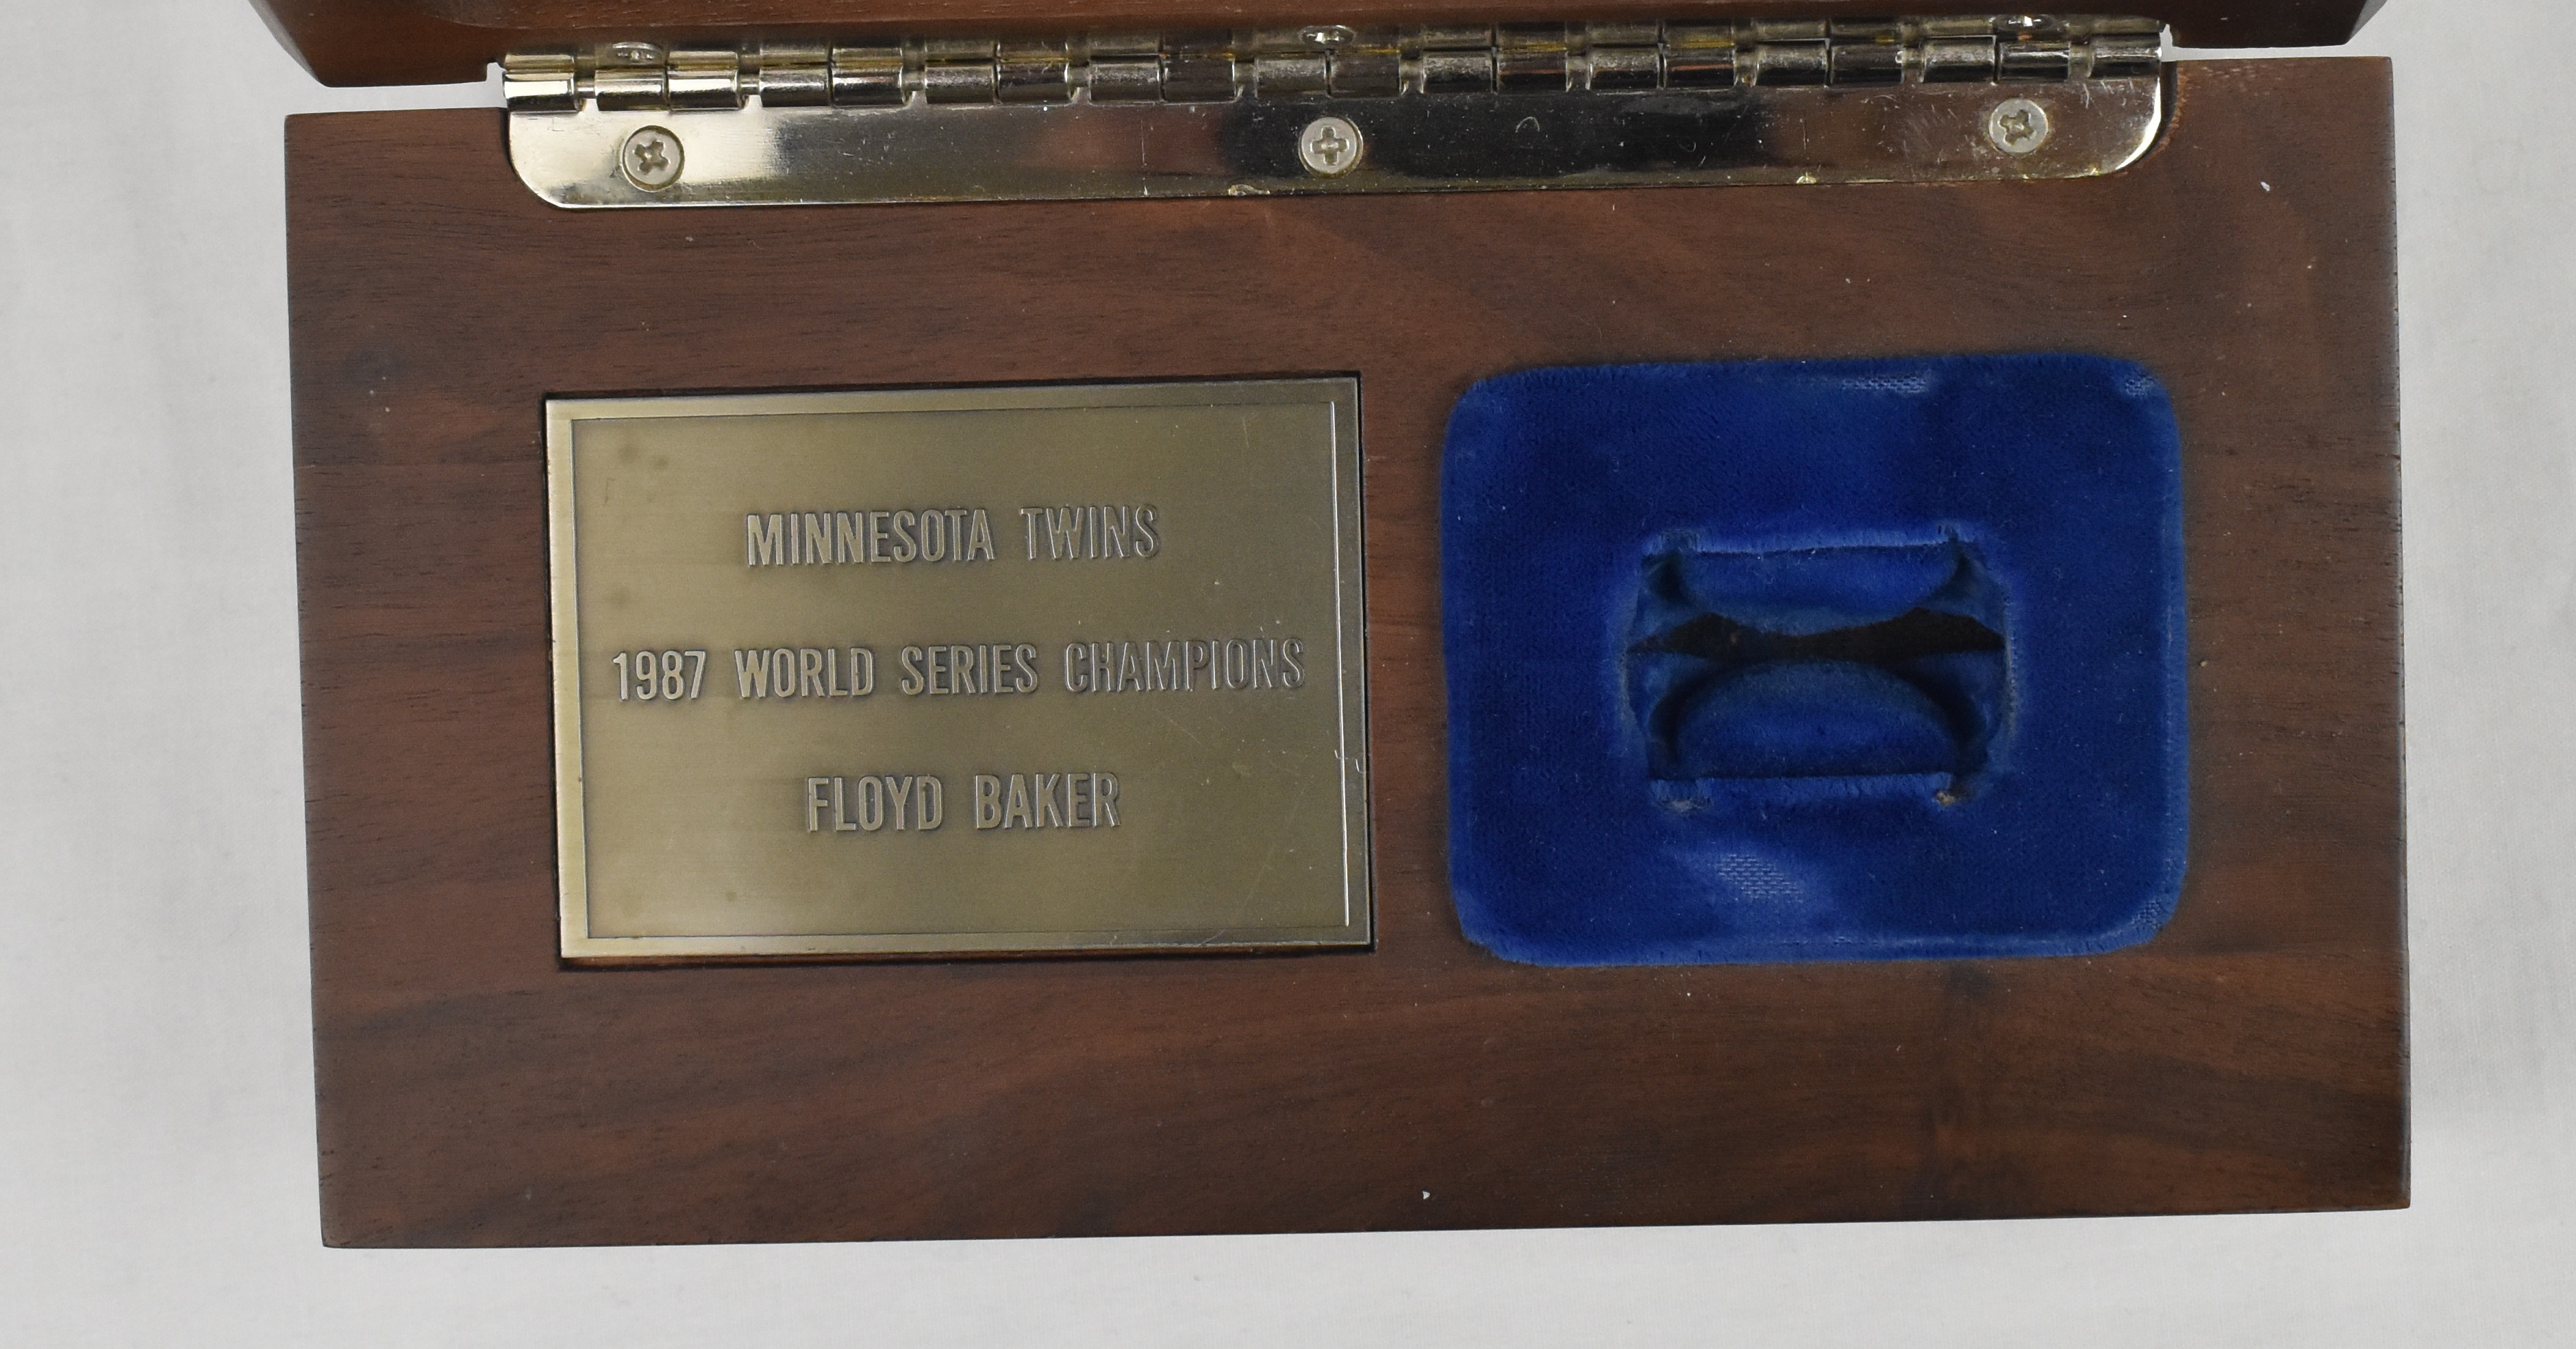 MINNESOTA TWINS
1987 WORLD SERIES CHAMPIONS
FLOYD BAKER